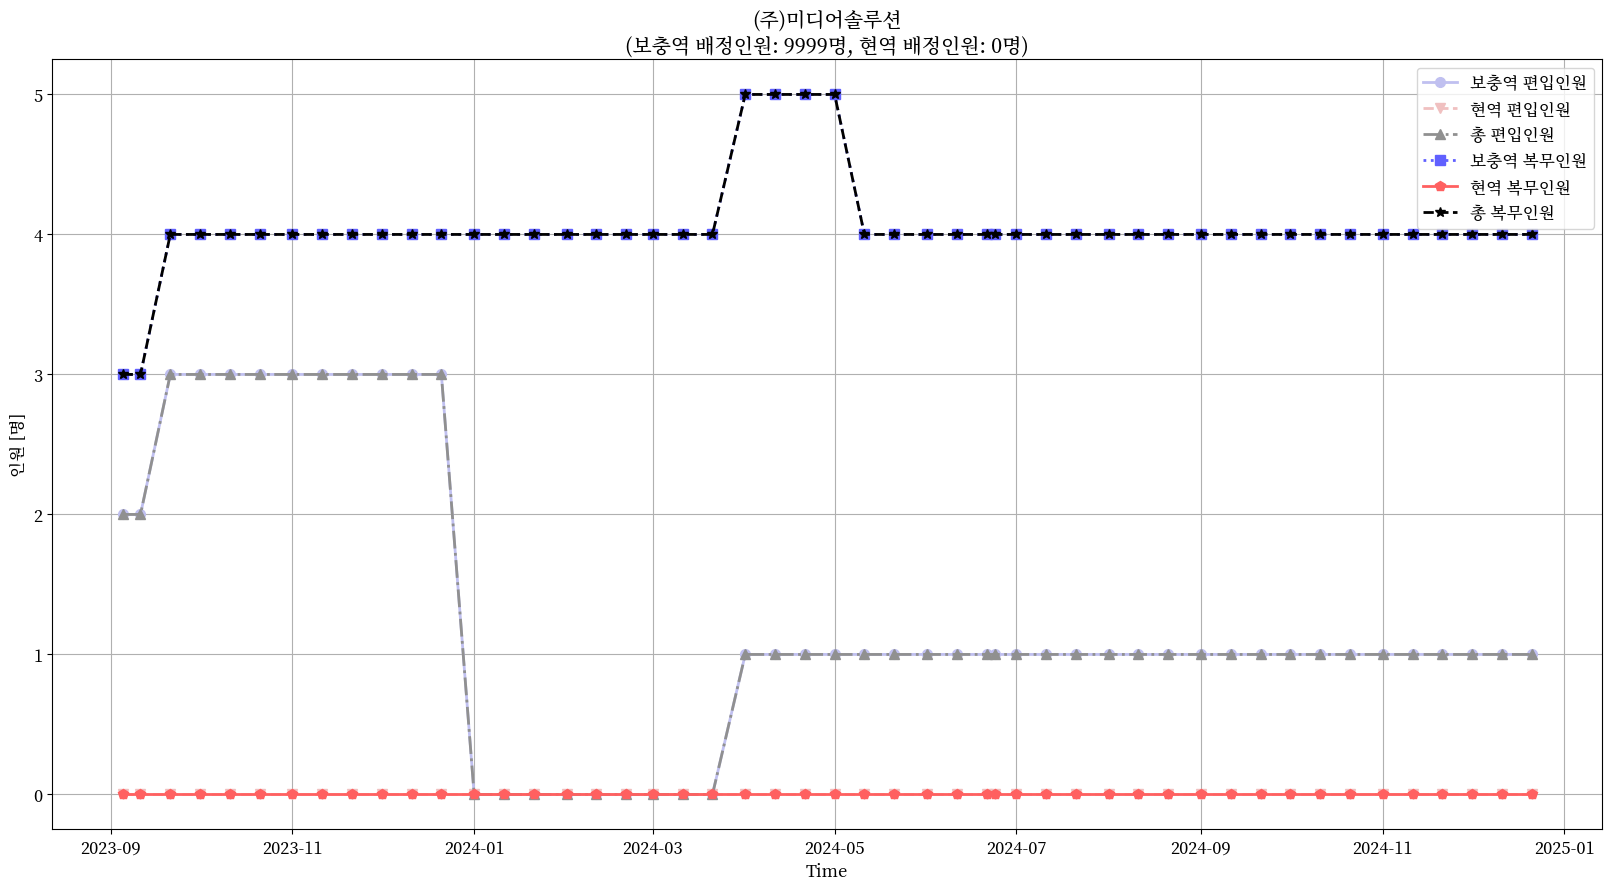 (주)미디어솔루션
(보충역 배정인원: 9999명, 현역 배정인원: 0명)
보충역 편입인원
현역 편입인원
총 편입인원
보충역 복무인원
현역 복무인원
총 복무인원
인원 [명]
5
4
3
2
1
0
2023-09
2023-11
2024-01
2024-03
2024-05
2024-07
2024-09
2024-11
2025-01
Time